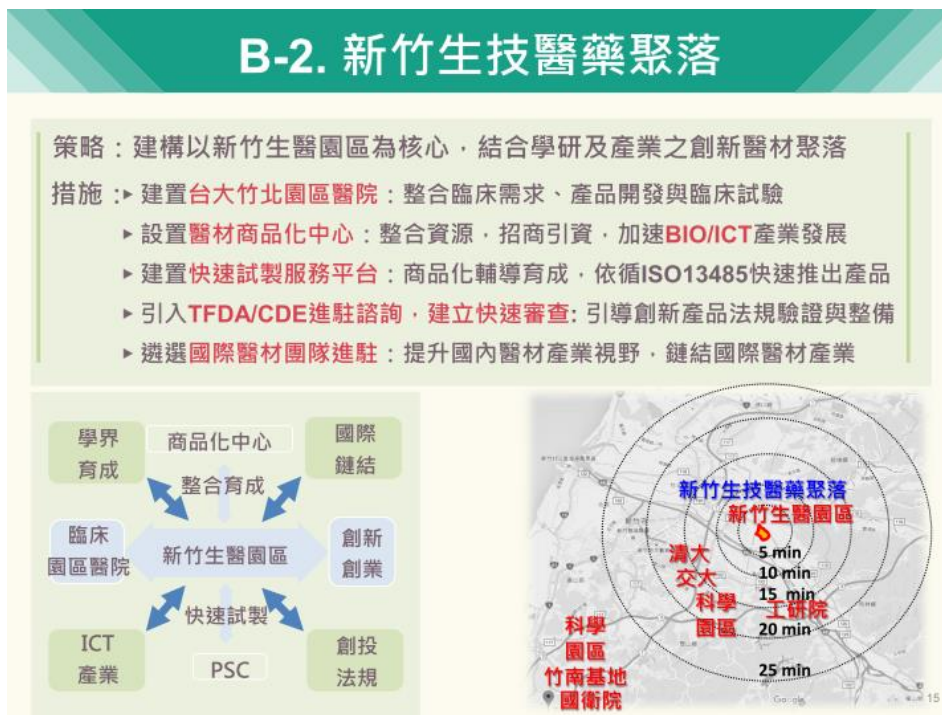 B-2. 新竹生技醫藥聚落
策略：建構以新竹生醫園區為核心，結合學研及產業之創新醫材聚落
措施：▸ 建置台大竹北園區醫院：整合臨床需求、產品開發與臨床試驗
▸ 設置醫材商品化中心：整合資源，招商引資，加速BIO/ICT產業發展
▸ 建置快速試製服務平台：商品化輔導育成，依循ISO13485快速推出產品
▸ 引入TFDA/CDE進駐諮詢，建立快速審查: 引導創新產品法規驗證與整備
▸ 遴選國際醫材團隊進駐：提升國內醫材產業視野，鏈結國際醫材產業
學界
育成
商品化中心
國際
鏈結
整合育成
臨床
園區醫院
新竹生醫園區
創新
創業
快速試製
ICT
產業
PSC
創投
法規
新竹生技醫藥聚落
新竹生醫園區
5 min
10 min
15 min
20 min
25 min
清大
交大
科學
園區
工研院
科學
園區
竹南基地
國衛院
Google
15